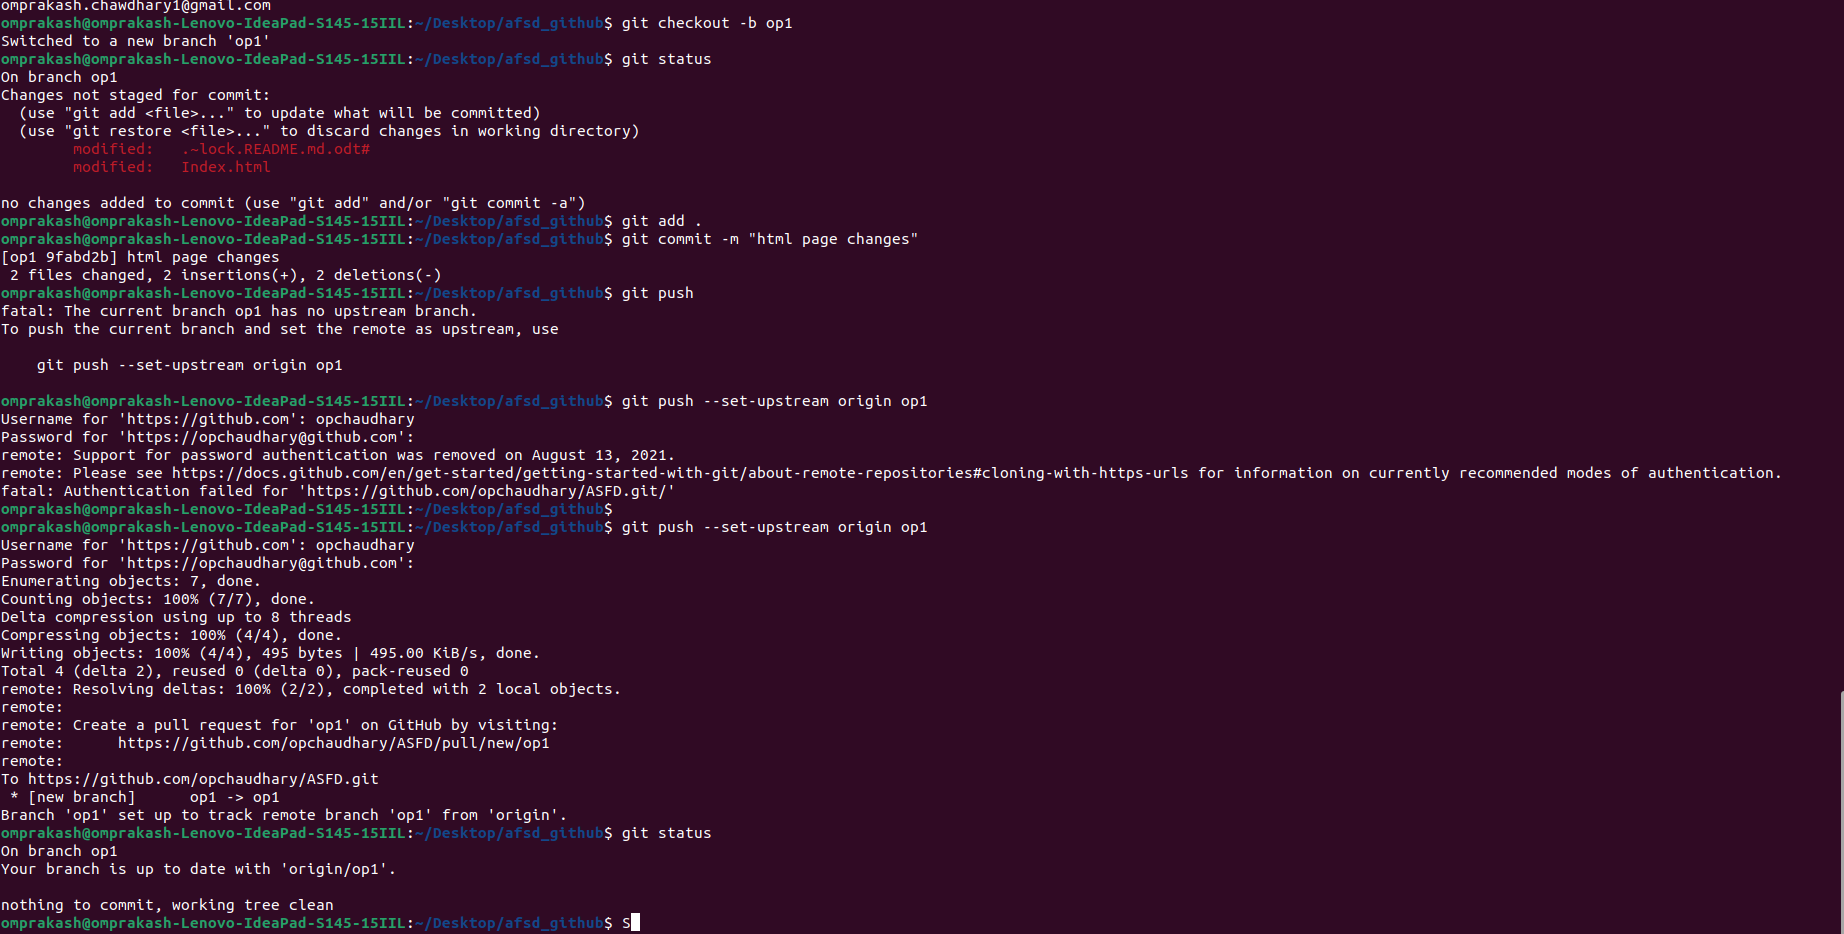 omprakash.chawdhary1@gmail.com
omprakash@omprakash-Lenovo-IdeaPad-S145-15IIL:~/Desktop/afsd_github$ git checkout -b op1
Switched to a new branch 'op1'
omprakash@omprakash-Lenovo-IdeaPad-S145-15IIL:~/Desktop/afsd_github$ git status
On branch op1
Changes not staged for commit:
  (use "git add <file>..." to update what will be committed)
  (use "git restore <file>..." to discard changes in working directory)
        modified:   .~lock.README.md.odt#
        modified:   Index.html

no changes added to commit (use "git add" and/or "git commit -a")
omprakash@omprakash-Lenovo-IdeaPad-S145-15IIL:~/Desktop/afsd_github$ git add .
omprakash@omprakash-Lenovo-IdeaPad-S145-15IIL:~/Desktop/afsd_github$ git commit -m "html page changes"
[op1 9fabd2b] html page changes
 2 files changed, 2 insertions(+), 2 deletions(-)
omprakash@omprakash-Lenovo-IdeaPad-S145-15IIL:~/Desktop/afsd_github$ git push
fatal: The current branch op1 has no upstream branch.
To push the current branch and set the remote as upstream, use

    git push --set-upstream origin op1

omprakash@omprakash-Lenovo-IdeaPad-S145-15IIL:~/Desktop/afsd_github$ git push --set-upstream origin op1
Username for 'https://github.com': opchaudhary
Password for 'https://opchaudhary@github.com':
remote: Support for password authentication was removed on August 13, 2021.
remote: Please see https://docs.github.com/en/get-started/getting-started-with-git/about-remote-repositories#cloning-with-https-urls for information on currently recommended modes of authentication.
fatal: Authentication failed for 'https://github.com/opchaudhary/ASFD.git/'
omprakash@omprakash-Lenovo-IdeaPad-S145-15IIL:~/Desktop/afsd_github$
omprakash@omprakash-Lenovo-IdeaPad-S145-15IIL:~/Desktop/afsd_github$ git push --set-upstream origin op1
Username for 'https://github.com': opchaudhary
Password for 'https://opchaudhary@github.com':
Enumerating objects: 7, done.
Counting objects: 100% (7/7), done.
Delta compression using up to 8 threads
Compressing objects: 100% (4/4), done.
Writing objects: 100% (4/4), 495 bytes | 495.00 KiB/s, done.
Total 4 (delta 2), reused 0 (delta 0), pack-reused 0
remote: Resolving deltas: 100% (2/2), completed with 2 local objects.
remote:
remote: Create a pull request for 'op1' on GitHub by visiting:
remote:      https://github.com/opchaudhary/ASFD/pull/new/op1
remote:
To https://github.com/opchaudhary/ASFD.git
 * [new branch]      op1 -> op1
Branch 'op1' set up to track remote branch 'op1' from 'origin'.
omprakash@omprakash-Lenovo-IdeaPad-S145-15IIL:~/Desktop/afsd_github$ git status
On branch op1
Your branch is up to date with 'origin/op1'.

nothing to commit, working tree clean
omprakash@omprakash-Lenovo-IdeaPad-S145-15IIL:~/Desktop/afsd_github$ S